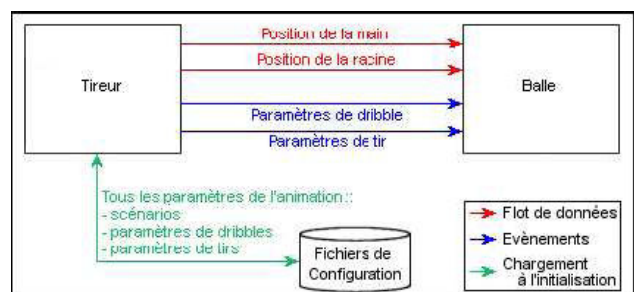 Position de la main
Position de la racine
Tireur
Balle
Paramètres de dribble
Paramètres de tir
Tous les paramètres de l'animation ::
- scénarios
- paramètres de dribbles
- paramètres de tirs
Fichiers de
Configuration
Flot de données
Evènements
Chargement
à l'initialisation